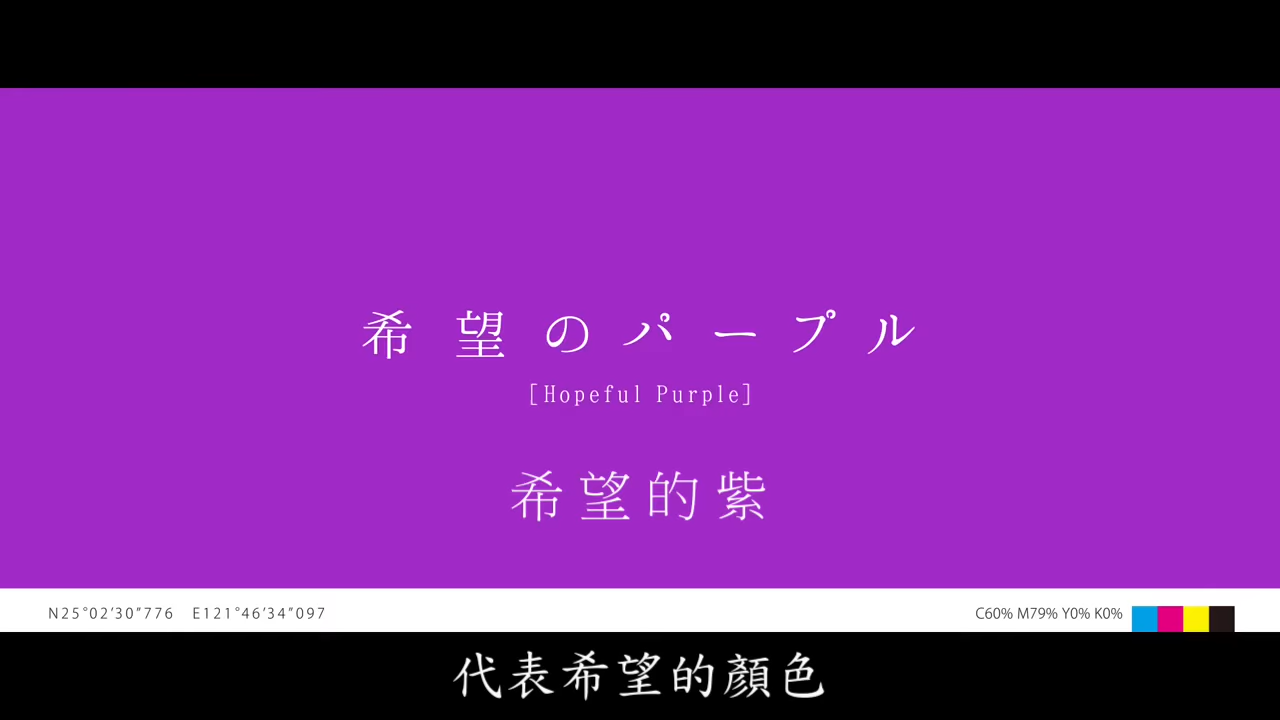 希望のパープル
[Hopeful Purple]
希望的紫
N25°02'30"776 E121°46'34"097
C60% M79% Y0% K0%
代表希望的顏色